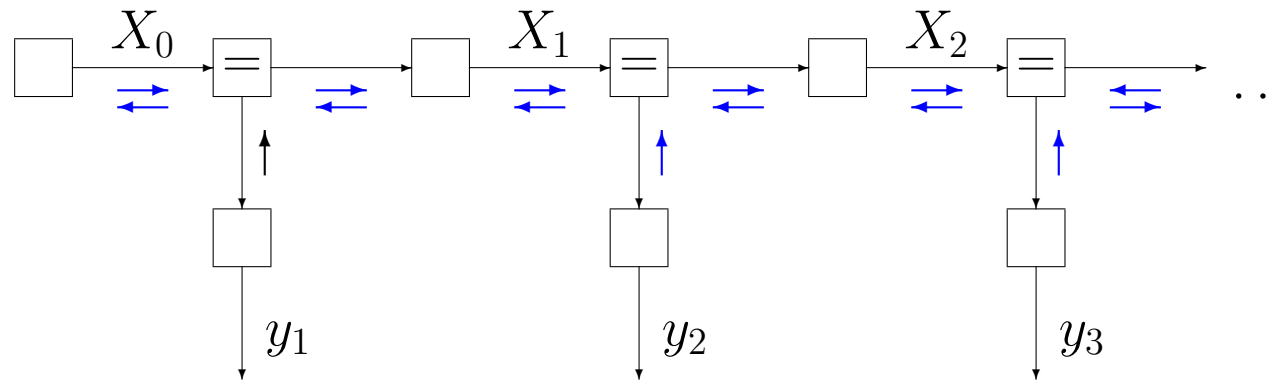 X₀ = X₁ = X₂ = . .
y₁ y₂ y₃